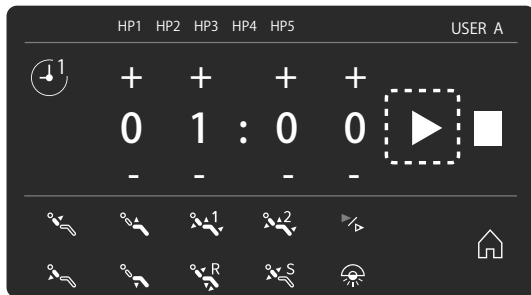 HP1 HP2 HP3 HP4 HP5 USER A
1
+ + + +
0 1 : 0 0
- - - -
1 2
R S